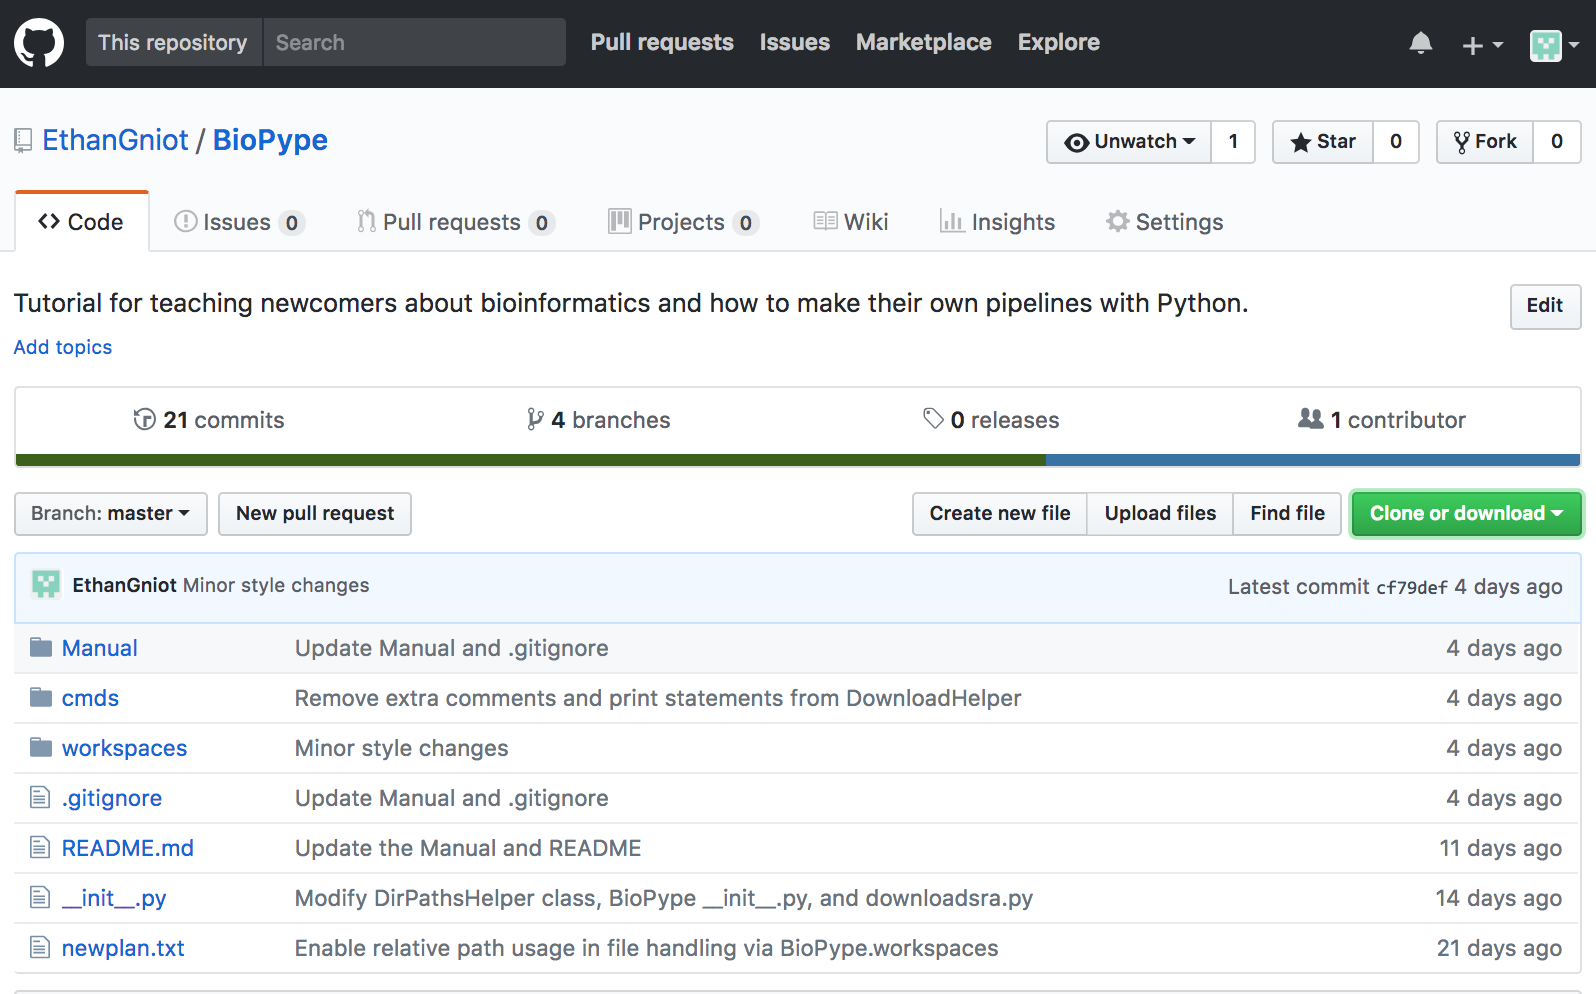 This repository Search Pull requests Issues Marketplace Explore
EthanGniot / BioPype Unwatch 1 Star 0 Fork 0
Code Issues 0 Pull requests 0 Projects 0 Wiki Insights Settings
Tutorial for teaching newcomers about bioinformatics and how to make their own pipelines with Python. Edit
Add topics
21 commits 4 branches 0 releases 1 contributor
Branch: master New pull request Create new file Upload files Find file Clone or download
EthanGniot Minor style changes Latest commit cf79def 4 days ago
Manual Update Manual and .gitignore 4 days ago
cmds Remove extra comments and print statements from DownloadHelper 4 days ago
workspaces Minor style changes 4 days ago
.gitignore Update Manual and .gitignore 4 days ago
README.md Update the Manual and README 11 days ago
__init__.py Modify DirPathsHelper class, BioPype __init__.py, and downloadsra.py 14 days ago
newplan.txt Enable relative path usage in file handling via BioPype.workspaces 21 days ago